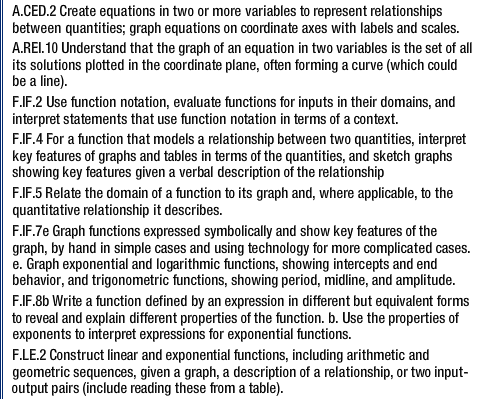 A.CED.2 Create equations in two or more variables to represent relationships
between quantities; graph equations on coordinate axes with labels and scales.
A.REI.10 Understand that the graph of an equation in two variables is the set of all
its solutions plotted in the coordinate plane, often forming a curve (which could
be a line).
F.IF.2 Use function notation, evaluate functions for inputs in their domains, and
interpret statements that use function notation in terms of a context.
F.IF.4 For a function that models a relationship between two quantities, interpret
key features of graphs and tables in terms of the quantities, and sketch graphs
showing key features given a verbal description of the relationship
F.IF.5 Relate the domain of a function to its graph and, where applicable, to the
quantitative relationship it describes.
F.IF.7e Graph functions expressed symbolically and show key features of the
graph, by hand in simple cases and using technology for more complicated cases.
e. Graph exponential and logarithmic functions, showing intercepts and end
behavior, and trigonometric functions, showing period, midline, and amplitude.
F.IF.8b Write a function defined by an expression in different but equivalent forms
to reveal and explain different properties of the function. b. Use the properties of
exponents to interpret expressions for exponential functions.
F.LE.2 Construct linear and exponential functions, including arithmetic and
geometric sequences, given a graph, a description of a relationship, or two input-
output pairs (include reading these from a table).